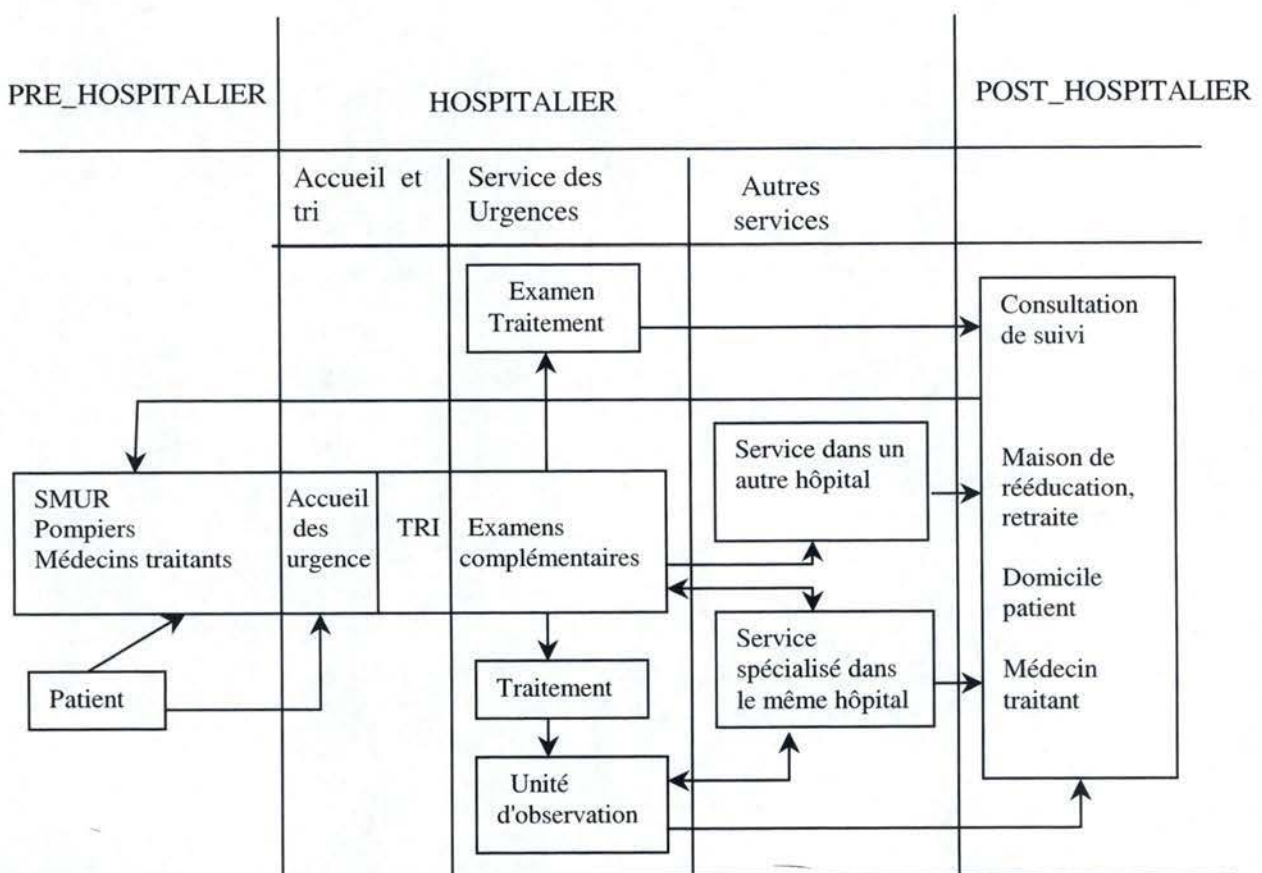 PRE_HOSPITALIER
HOSPITALIER
POST_HOSPITALIER
Accueil et
tri
Service des
Urgences
Autres
services
Examen
Traitement
Consultation
de suivi
Service dans un
autre hôpital
Maison de
rééducation,
retraite
Domicile
patient
Médecin
traitant
SMUR
Pompiers
Médecins traitants
Accueil
des
urgence
TRI
Examens
complémentaires
Service
spécialisé dans
le même hôpital
Patient
Traitement
Unité
d'observation